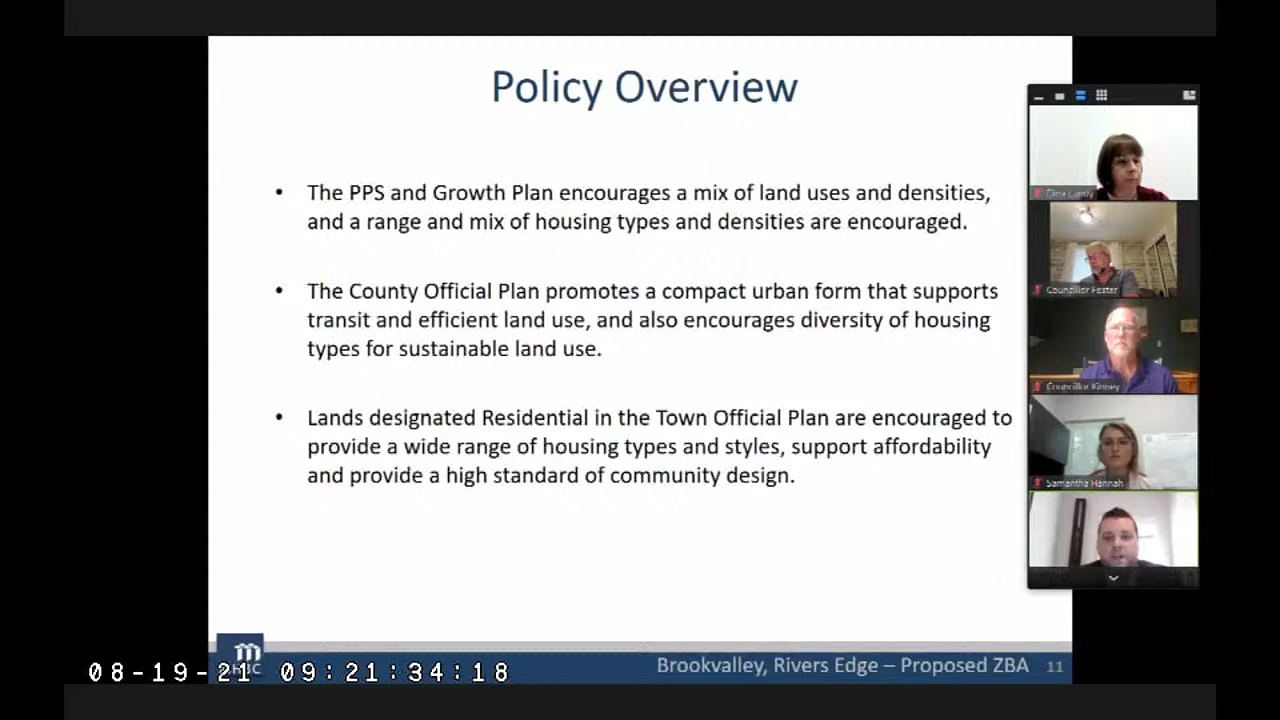 Policy Overview
• The PPS and Growth Plan encourages a mix of land uses and densities,
and a range and mix of housing types and densities are encouraged.
• The County Official Plan promotes a compact urban form that supports
transit and efficient land use, and also encourages diversity of housing
types for sustainable land use.
• Lands designated Residential in the Town Official Plan are encouraged to
provide a wide range of housing types and styles, support affordability
and provide a high standard of community design.
Councillor Foster
Councillor Kinney
Samantha Hannah
Brookvalley, Rivers Edge – Proposed ZBA 11
08-19-21 09:21:34:18